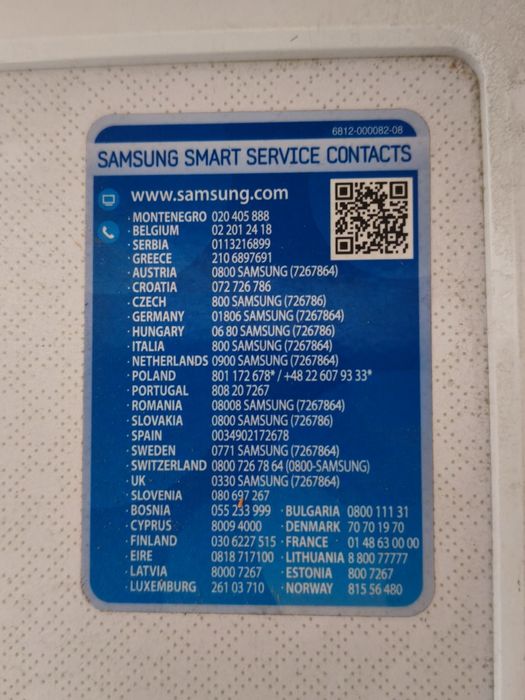 6812-000082-08
SAMSUNG SMART SERVICE CONTACTS
www.samsung.com
· MONTENEGRO 020 405 888
· BELGIUM 02 201 24 18
· SERBIA 0113216899
· GREECE 210 6897691
· AUSTRIA 0800 SAMSUNG (7267864)
· CROATIA 072 726 786
· CZECH 800 SAMSUNG (726786)
· GERMANY 01806 SAMSUNG (7267864)
· HUNGARY 06 80 SAMSUNG (726786)
· ITALIA 800 SAMSUNG (7267864)
· NETHERLANDS 0900 SAMSUNG (7267864)
· POLAND 801 172 678* / +48 22 607 93 33*
· PORTUGAL 808 20 7267
· ROMANIA 08008 SAMSUNG (7267864)
· SLOVAKIA 0800 SAMSUNG (726786)
· SPAIN 0034902172678
· SWEDEN 0771 SAMSUNG (7267864)
· SWITZERLAND 0800 726 78 64 (0800-SAMSUNG)
· UK 0330 SAMSUNG (7267864)
· SLOVENIA 080 697 267
· BOSNA 055 233 999 · BULGARIA 0800 111 31
· CYPRUS 8009 4000 · DENMARK 70 70 19 70
· FINLAND 030 6227 515 · FRANCE 01 48 63 00 00
· EIRE 0818 717100 · LITHUANIA 8 800 77777
· LATVIA 8000 7267 · ESTONIA 800 7267
· LUXEMBURG 261 03 710 · NORWAY 815 56 480